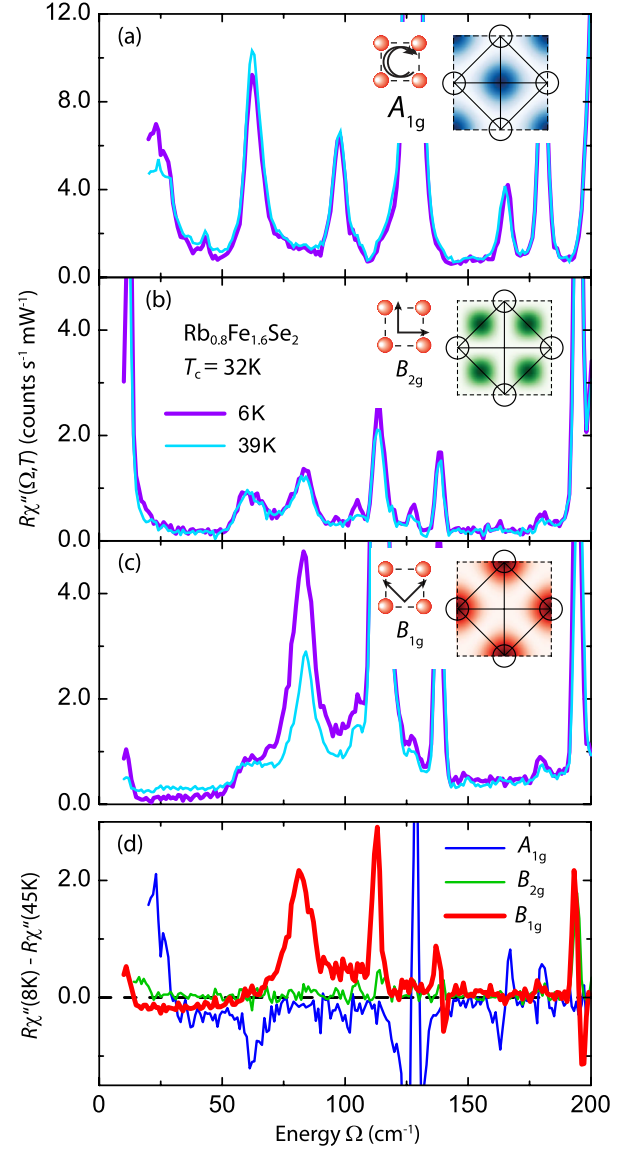 12.0
(a)
8.0
4.0
0.0
A1g
(b)
4.0
2.0
0.0
Rb0.8Fe1.6Se2
Tc = 32K
6K
39K
B2g
Rχ″(Ω,T) (counts s-1 mW-1)
(c)
4.0
2.0
0.0
B1g
(d)
2.0
0.0
A1g
B2g
B1g
Rχ″(8K) - Rχ″(45K)
0 50 100 150 200
Energy Ω (cm-1)